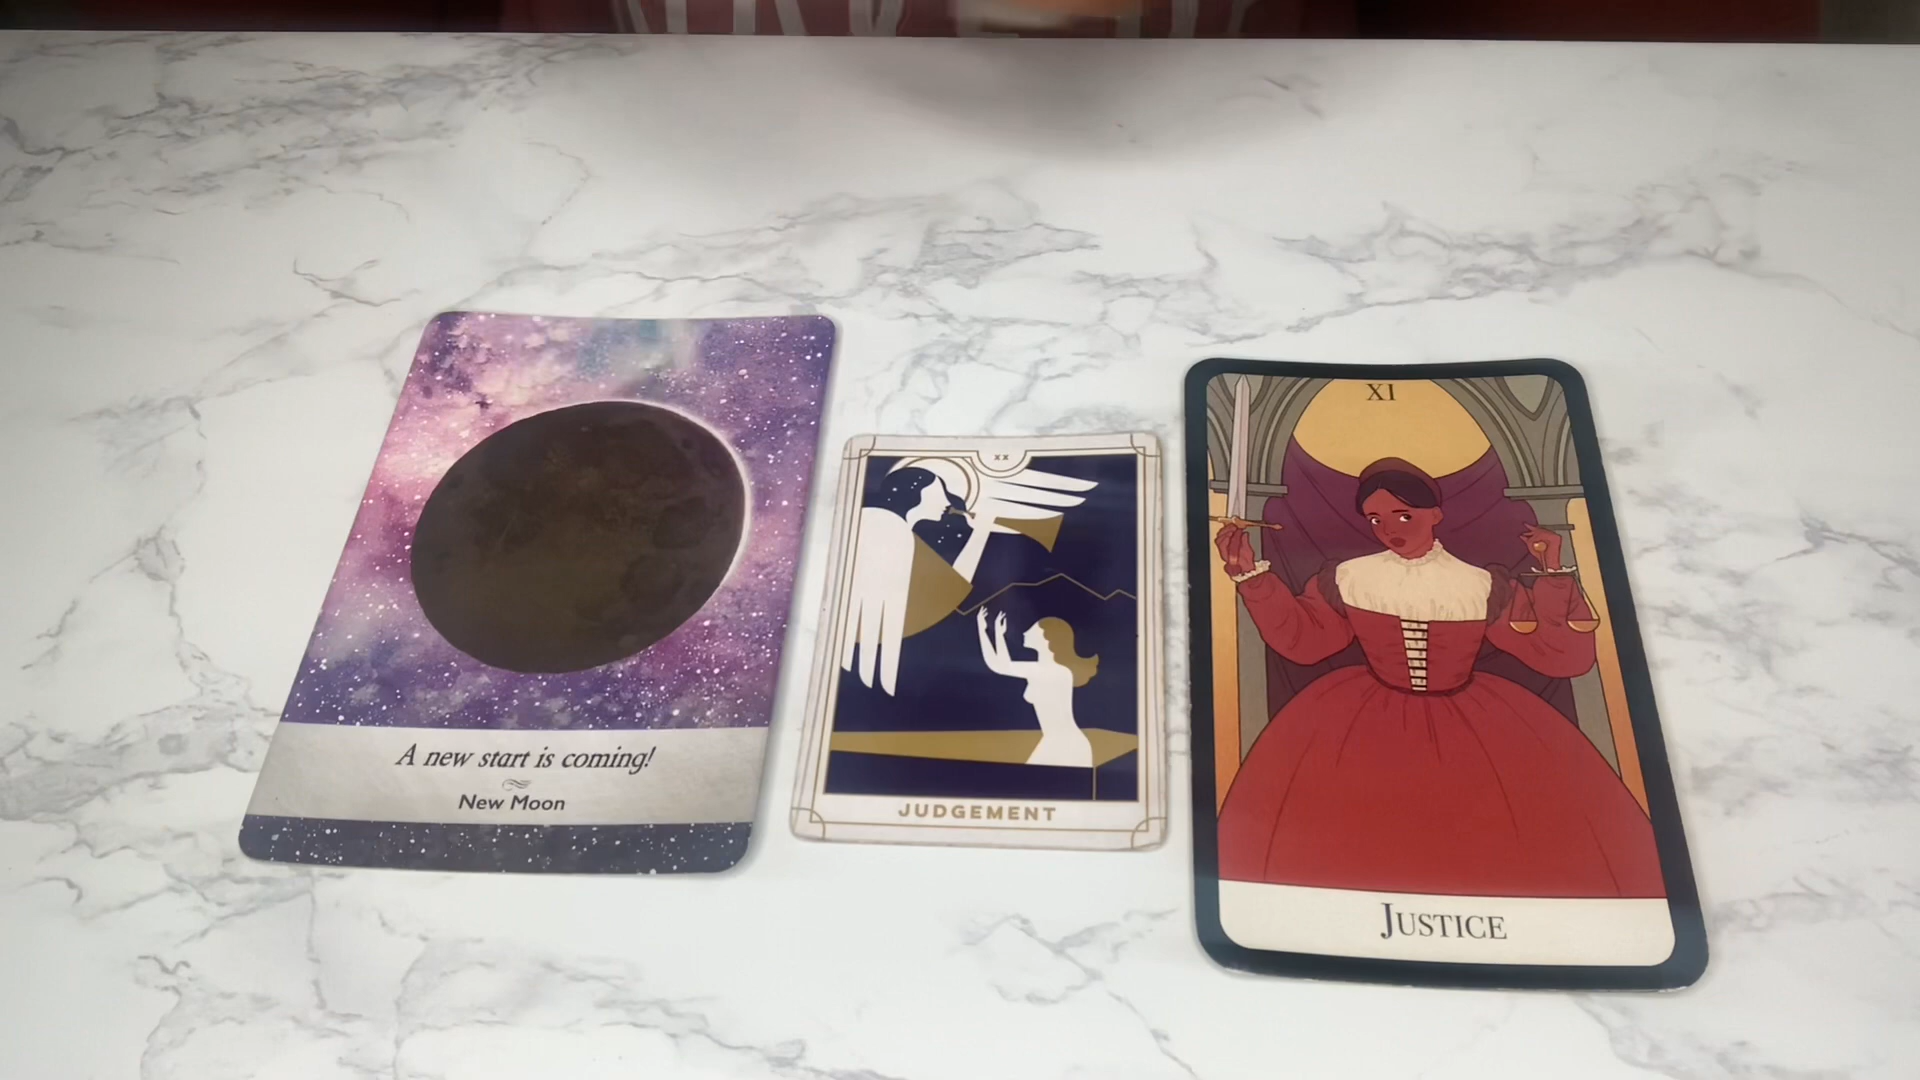 A new start is coming!
New Moon
XX
JUDGEMENT
XI
JUSTICE